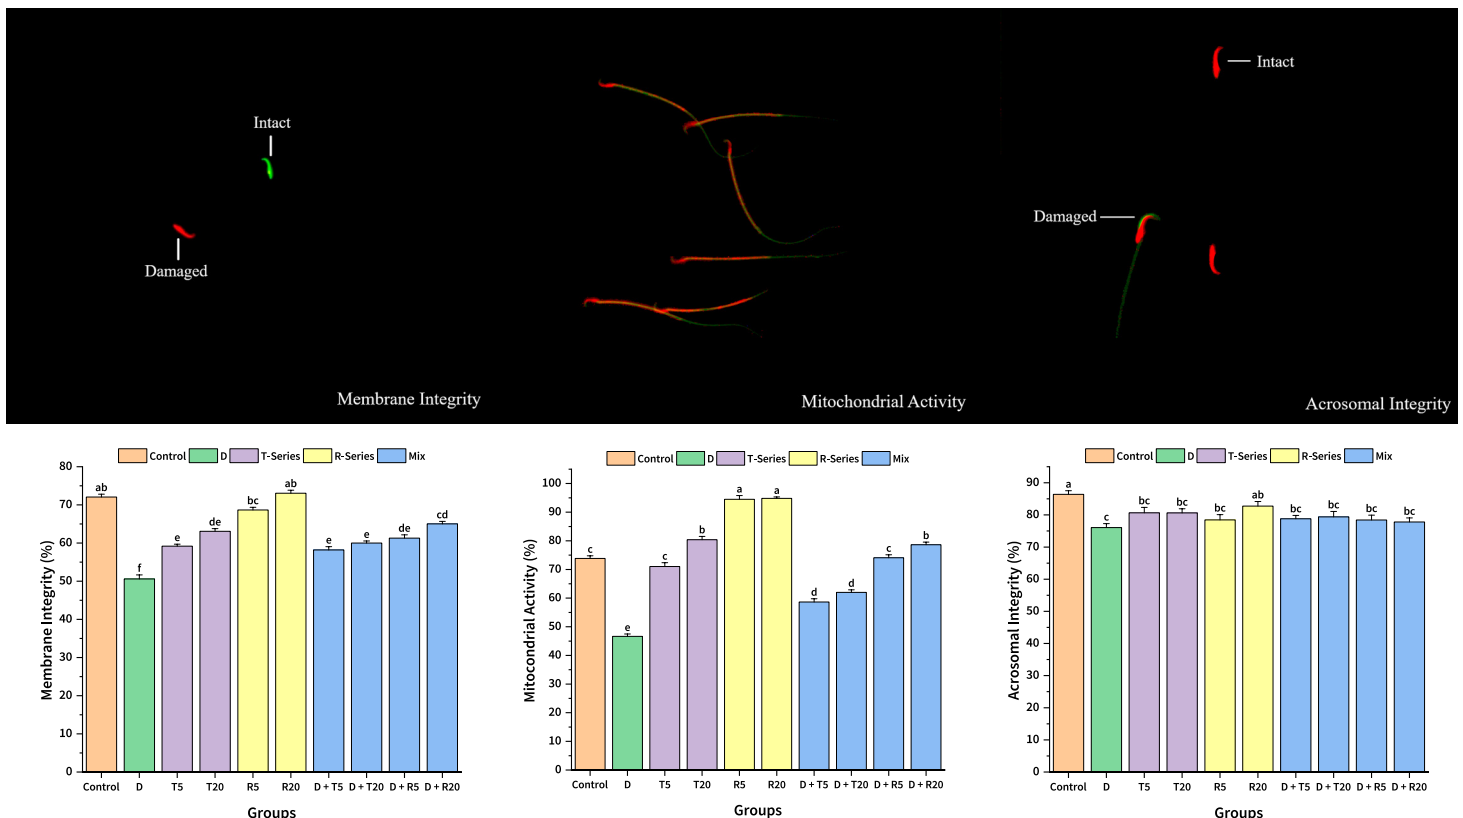 Intact
Damaged
Membrane Integrity
Mitochondrial Activity
Intact
Damaged
Acrosomal Integrity
Control D T-Series R-Series Mix
Membrane Integrity (%)
80
70
60
50
40
30
20
10
0
ab f e de bc ab e e de cd
Control D T5 T20 R5 R20 D + T5 D + T20 D + R5 D + R20
Groups
Control D T-Series R-Series Mix
Mitocondrial Activity (%)
100
90
80
70
60
50
40
30
20
10
0
c e c b a a d d c b
Control D T5 T20 R5 R20 D + T5 D + T20 D + R5 D + R20
Groups
Control D T-Series R-Series Mix
Acrosomal Integrity (%)
90
80
70
60
50
40
30
20
10
0
a c bc bc bc ab bc bc bc bc
Control D T5 T20 R5 R20 D + T5 D + T20 D + R5 D + R20
Groups